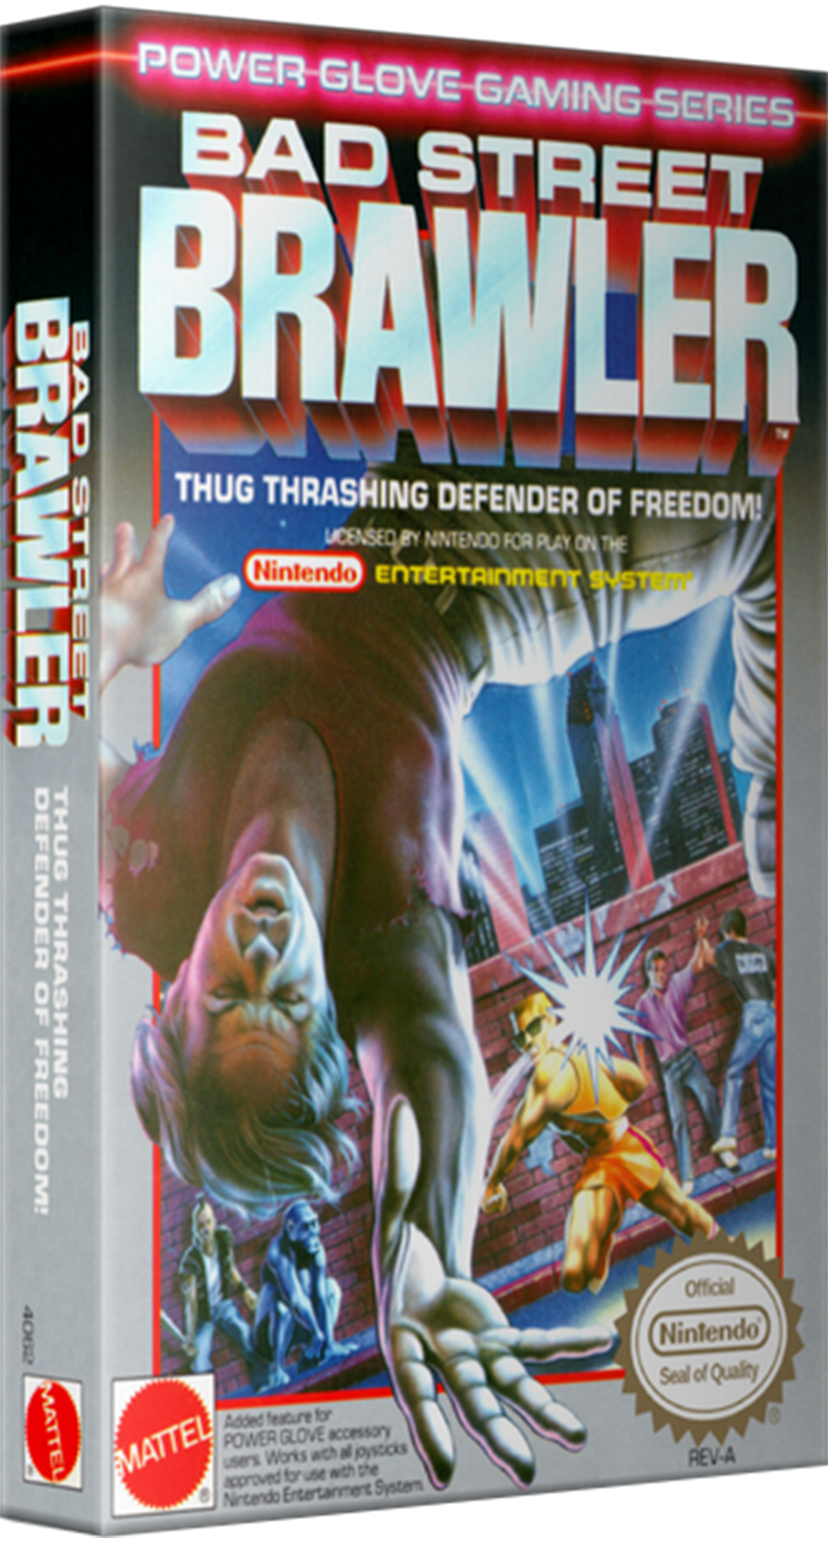 POWER GLOVE GAMING SERIES
BAD STREET
BRAWLER
TM
THUG THRASHING DEFENDER OF FREEDOM!
LICENSED BY NINTENDO FOR PLAY ON THE
Nintendo ENTERTAINMENT SYSTEM®
Official
Nintendo®
Seal of Quality
®
REV-A
MATTEL
®
Added feature for
POWER GLOVE accessory
users. Works with all joysticks
approved for use with the
Nintendo Entertainment System.
BAD STREET
BRAWLER
THUG THRASHING
DEFENDER OF FREEDOM!
4062
MATTEL
®